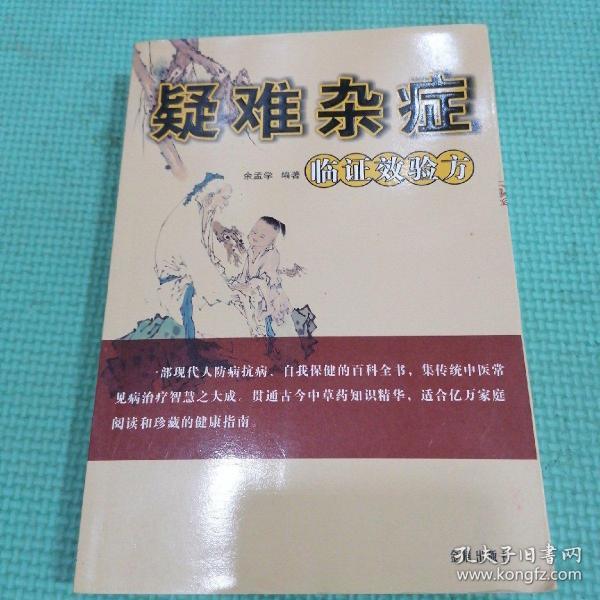 疑难杂症
余孟学 编著
临证效验方
一部现代人防病抗病、自我保健的百科全书，集传统中医常
见病治疗智慧之大成，贯通古今中草药知识精华，适合亿万家庭
阅读和珍藏的健康指南。
孔夫子旧书网
www.kongfz.com